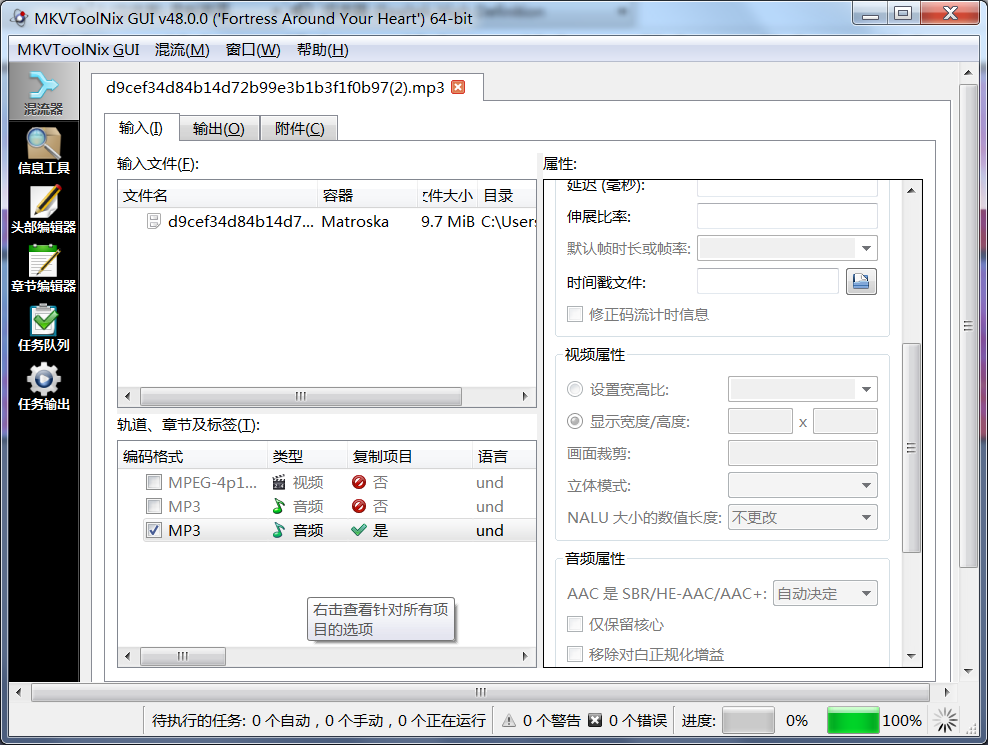 MKVToolNix GUI v48.0.0 ('Fortress Around Your Heart') 64-bit
MKVToolNix GUI 混流(M) 窗口(W) 帮助(H)
混流器
信息工具
头部编辑器
章节编辑器
任务队列
任务输出
d9cef34d84b14d72b99e3b1b3f1f0b97(2).mp3
输入(I) 输出(O) 附件(C)
输入文件(F):
文件名 容器 文件大小 目录
d9cef34d84b14d7... Matroska 9.7 MiB C:\Users
轨道、章节及标签(T):
编码格式 类型 复制项目 语言
MPEG-4p1... 视频 否 und
MP3 音频 否 und
MP3 音频 是 und
右击查看针对所有项
目的选项
属性:
延迟 (毫秒):
伸展比率:
默认帧时长或帧率:
时间戳文件:
修正码流计时信息
视频属性
设置宽高比:
显示宽度/高度: x
画面裁剪:
立体模式:
NALU 大小的数值长度: 不更改
音频属性
AAC 是 SBR/HE-AAC/AAC+: 自动决定
仅保留核心
移除对白正规化增益
待执行的任务: 0 个自动，0 个手动，0 个正在运行 0 个警告 0 个错误 进度: 0% 100%